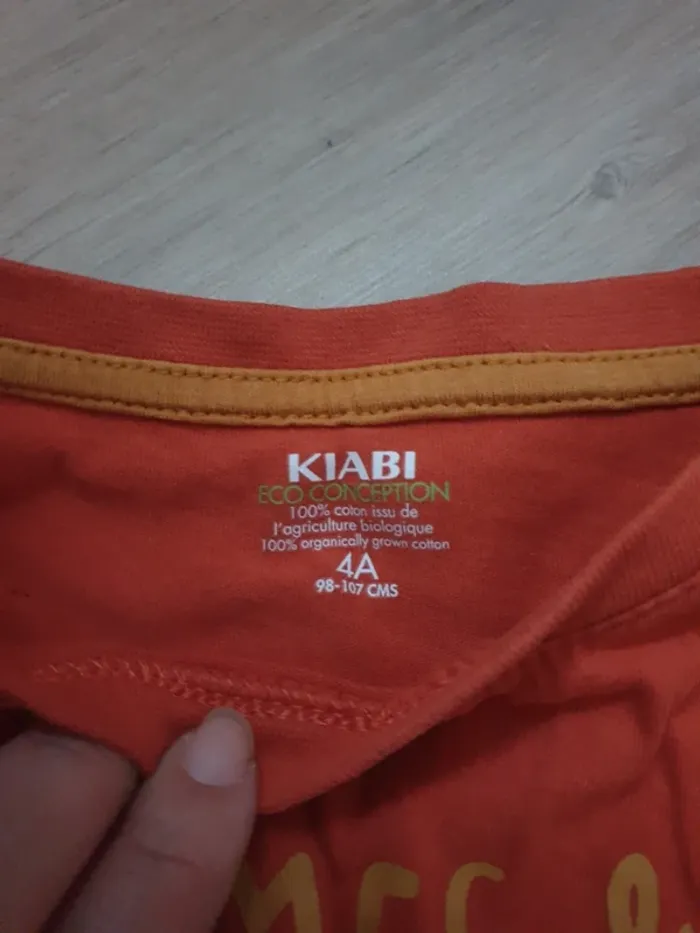 KIABI
ECO CONCEPTION
100% coton issu de
l'agriculture biologique
100% organically grown cotton
4A
98-107 CMS